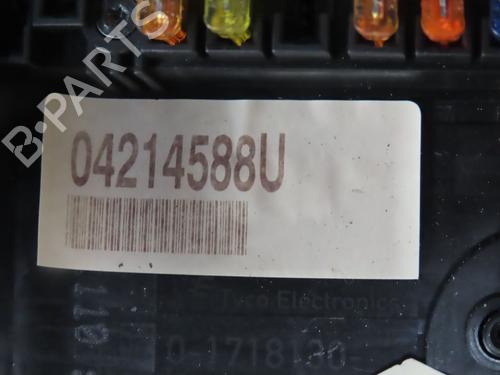 B-PARTS
04214588U
Tyco Electronics
0-1718130-